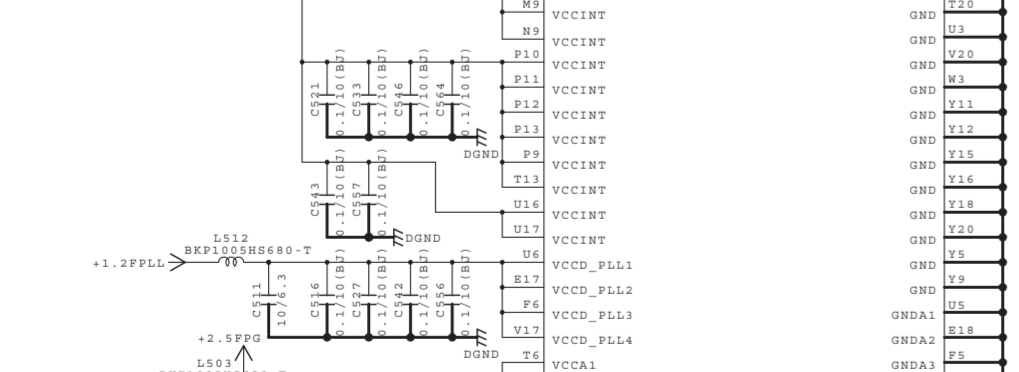 M9
VCCINT
N9
VCCINT
P10
VCCINT
P11
VCCINT
P12
VCCINT
P13
VCCINT
P9
VCCINT
T13
VCCINT
U16
VCCINT
U17
VCCINT
U6
VCCD_PLL1
E17
VCCD_PLL2
F6
VCCD_PLL3
V17
VCCD_PLL4
T6
VCCA1
C521
0.1/10(BJ)
C533
0.1/10(BJ)
C546
0.1/10(BJ)
C564
0.1/10(BJ)
DGND
C543
0.1/10(BJ)
C557
0.1/10(BJ)
DGND
L512
BKP1005HS680-T
+1.2FPLL
C511
10/6.3
C516
0.1/10(BJ)
C527
0.1/10(BJ)
C542
0.1/10(BJ)
C556
0.1/10(BJ)
DGND
+2.5FPG
L503
GND T20
GND U3
GND V20
GND W3
GND Y11
GND Y12
GND Y15
GND Y16
GND Y18
GND Y20
GND Y5
GND Y9
GNDA1 U5
GNDA2 E18
GNDA3 F5